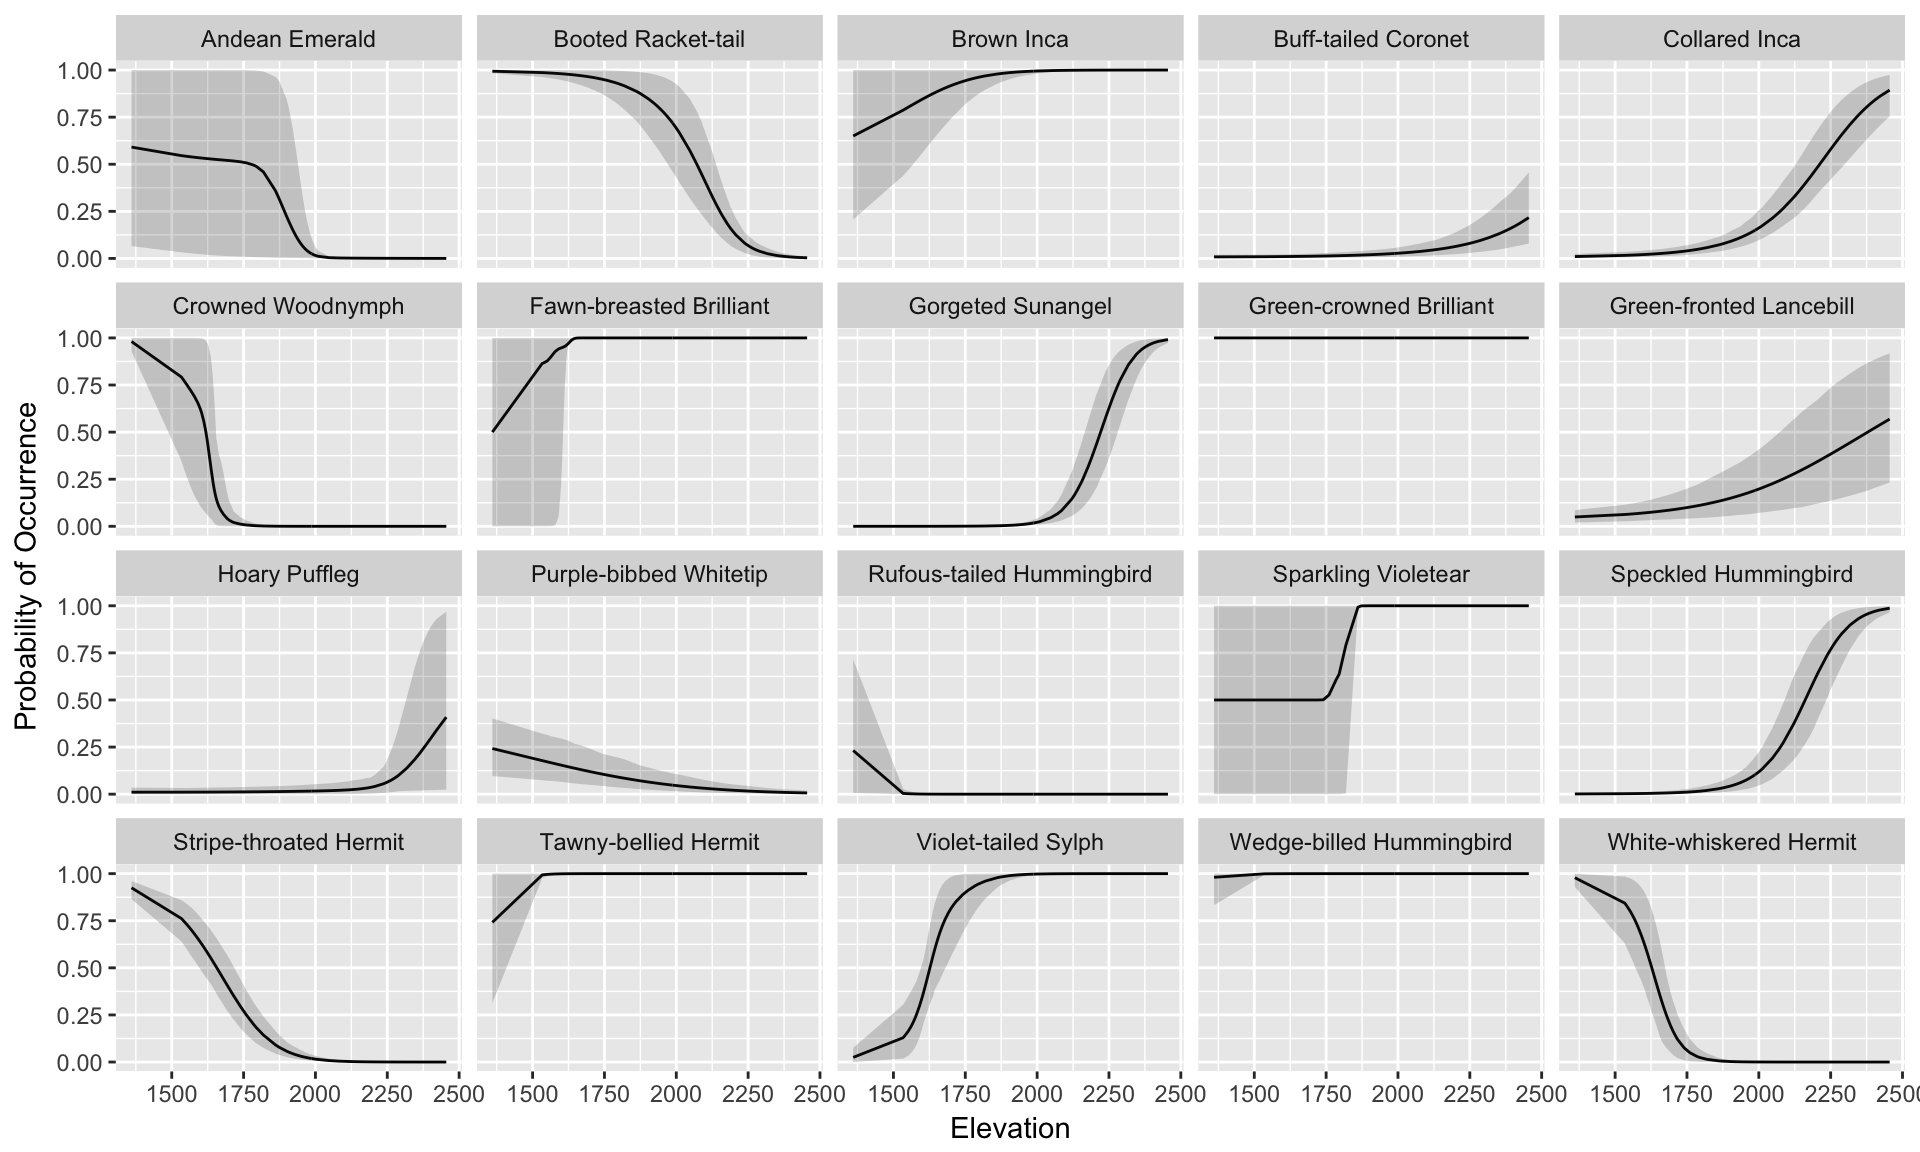 Andean Emerald Booted Racket-tail Brown Inca Buff-tailed Coronet Collared Inca
1.00
0.75
0.50
0.25
0.00
Crowned Woodnymph Fawn-breasted Brilliant Gorgeted Sunangel Green-crowned Brilliant Green-fronted Lancebill
1.00
0.75
0.50
0.25
0.00
Hoary Puffleg Purple-bibbed Whitetip Rufous-tailed Hummingbird Sparkling Violetear Speckled Hummingbird
1.00
0.75
0.50
0.25
0.00
Stripe-throated Hermit Tawny-bellied Hermit Violet-tailed Sylph Wedge-billed Hummingbird White-whiskered Hermit
1.00
0.75
0.50
0.25
0.00
1500 1750 2000 2250 2500 1500 1750 2000 2250 2500 1500 1750 2000 2250 2500 1500 1750 2000 2250 2500 1500 1750 2000 2250 2500
Elevation
Probability of Occurrence